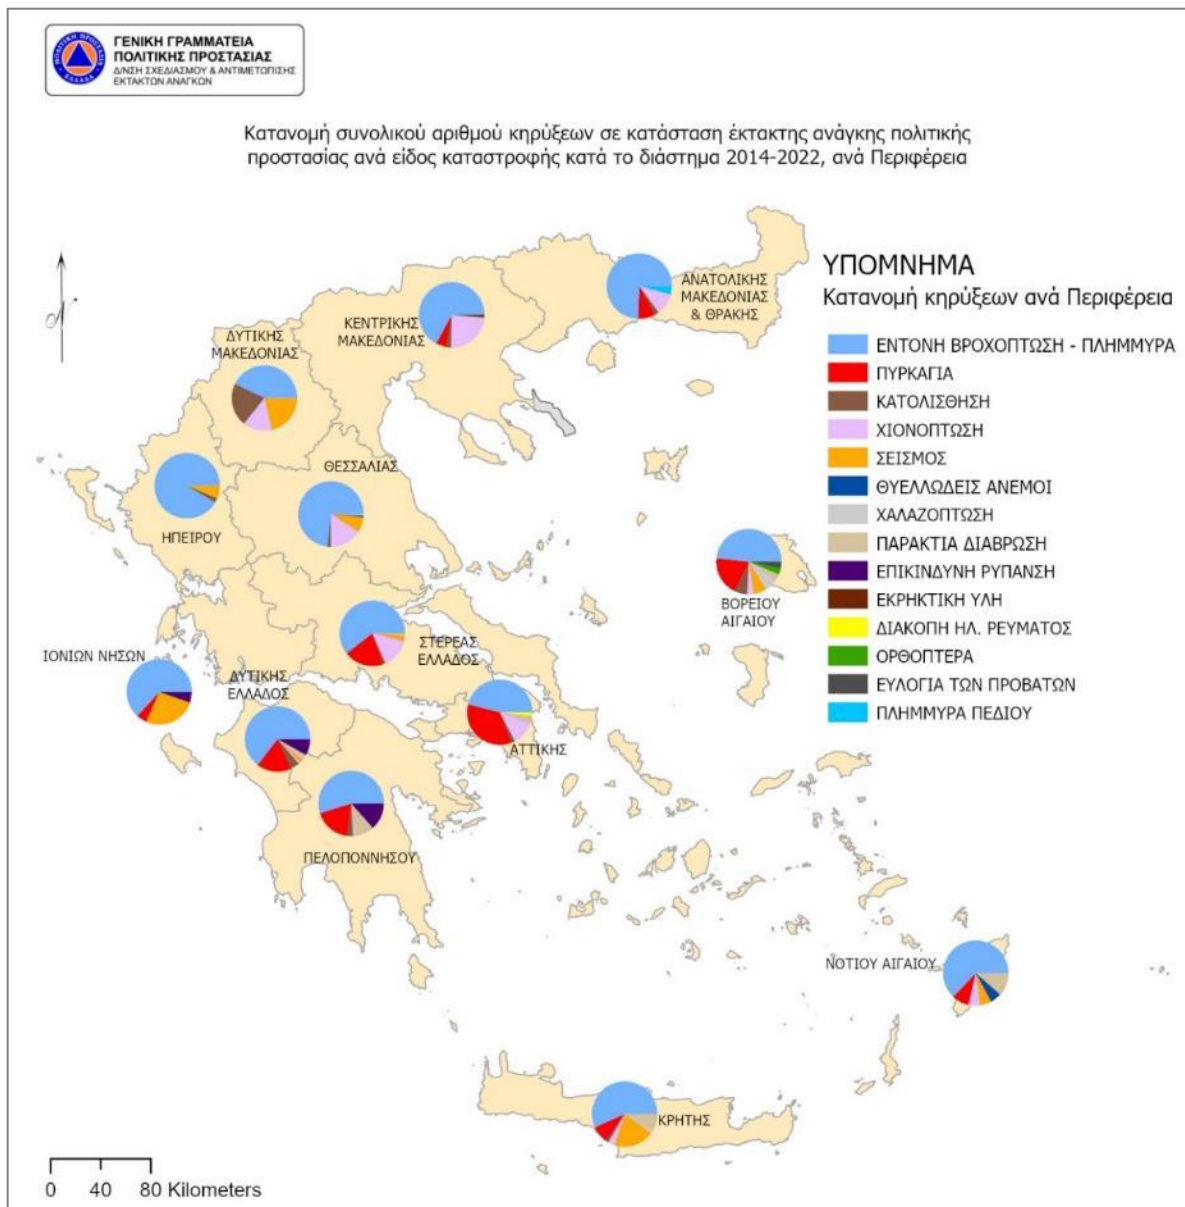 ΓΕΝΙΚΗ ΓΡΑΜΜΑΤΕΙΑ
ΠΟΛΙΤΙΚΗΣ ΠΡΟΣΤΑΣΙΑΣ
Δ/ΝΣΗ ΣΧΕΔΙΑΣΜΟΥ & ΑΝΤΙΜΕΤΩΠΙΣΗΣ
ΕΚΤΑΚΤΩΝ ΑΝΑΓΚΩΝ
ΠΟΛΙΤΙΚΗ ΠΡΟΣΤΑΣΙΑ
ΕΛΛΑΔΑ
Κατανομή συνολικού αριθμού κηρύξεων σε κατάσταση έκτακτης ανάγκης πολιτικής
προστασίας ανά είδος καταστροφής κατά το διάστημα 2014-2022, ανά Περιφέρεια
N
ΑΝΑΤΟΛΙΚΗΣ
ΜΑΚΕΔΟΝΙΑΣ
& ΘΡΑΚΗΣ
ΚΕΝΤΡΙΚΗΣ
ΜΑΚΕΔΟΝΙΑΣ
ΔΥΤΙΚΗΣ
ΜΑΚΕΔΟΝΙΑΣ
ΘΕΣΣΑΛΙΑΣ
ΗΠΕΙΡΟΥ
ΒΟΡΕΙΟΥ
ΑΙΓΑΙΟΥ
ΣΤΕΡΕΑΣ
ΕΛΛΑΔΟΣ
ΙΟΝΙΩΝ ΝΗΣΩΝ
ΔΥΤΙΚΗΣ
ΕΛΛΑΔΟΣ
ΑΤΤΙΚΗΣ
ΠΕΛΟΠΟΝΝΗΣΟΥ
ΝΟΤΙΟΥ ΑΙΓΑΙΟΥ
ΚΡΗΤΗΣ
ΥΠΟΜΝΗΜΑ
Κατανομή κηρύξεων ανά Περιφέρεια
ΕΝΤΟΝΗ ΒΡΟΧΟΠΤΩΣΗ - ΠΛΗΜΜΥΡΑ
ΠΥΡΚΑΓΙΑ
ΚΑΤΟΛΙΣΘΗΣΗ
ΧΙΟΝΟΠΤΩΣΗ
ΣΕΙΣΜΟΣ
ΘΥΕΛΛΩΔΕΙΣ ΑΝΕΜΟΙ
ΧΑΛΑΖΟΠΤΩΣΗ
ΠΑΡΑΚΤΙΑ ΔΙΑΒΡΩΣΗ
ΕΠΙΚΙΝΔΥΝΗ ΡΥΠΑΝΣΗ
ΕΚΡΗΚΤΙΚΗ ΥΛΗ
ΔΙΑΚΟΠΗ ΗΛ. ΡΕΥΜΑΤΟΣ
ΟΡΘΟΠΤΕΡΑ
ΕΥΛΟΓΙΑ ΤΩΝ ΠΡΟΒΑΤΩΝ
ΠΛΗΜΜΥΡΑ ΠΕΔΙΟΥ
0 40 80 Kilometers